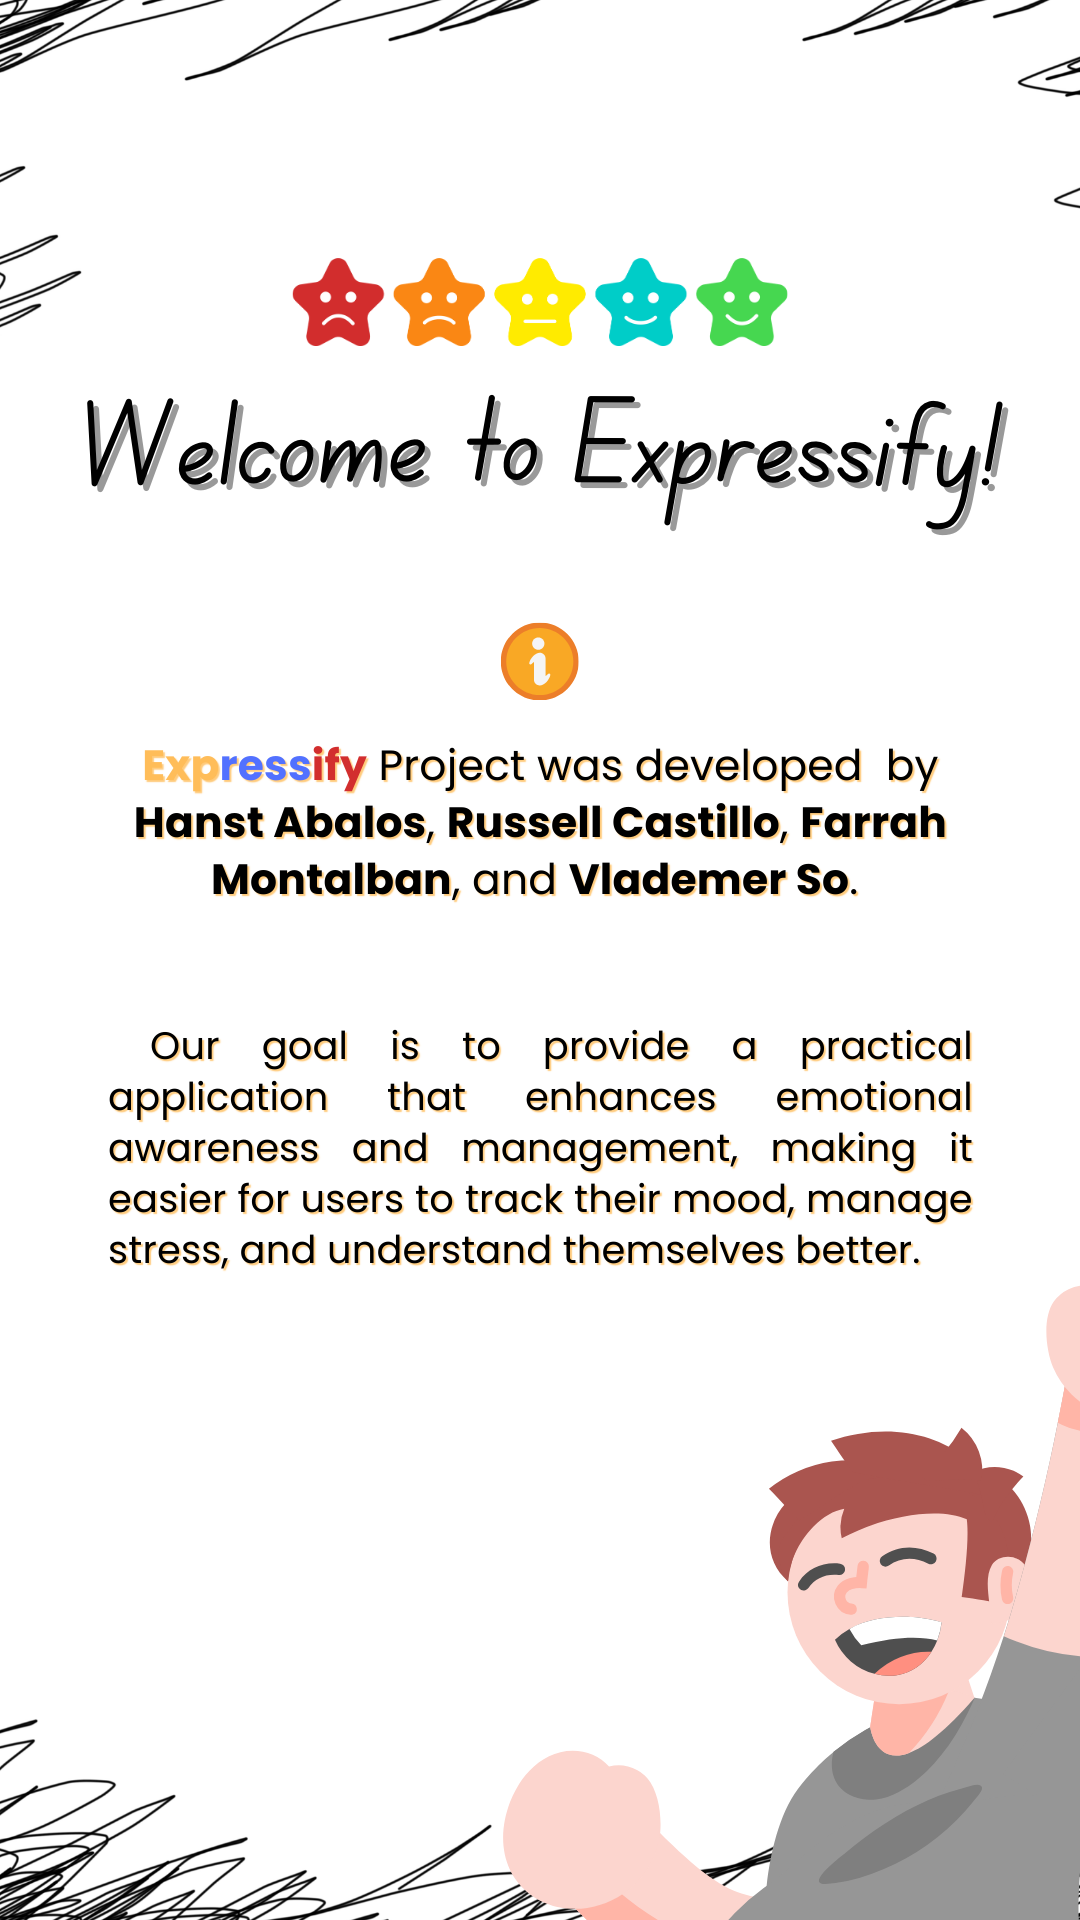 Welcome to Expressify!
i
Expressify Project was developed by
Hanst Abalos, Russell Castillo, Farrah
Montalban, and Vlademer So.
Our goal is to provide a practical
application that enhances emotional
awareness and management, making it
easier for users to track their mood, manage
stress, and understand themselves better.